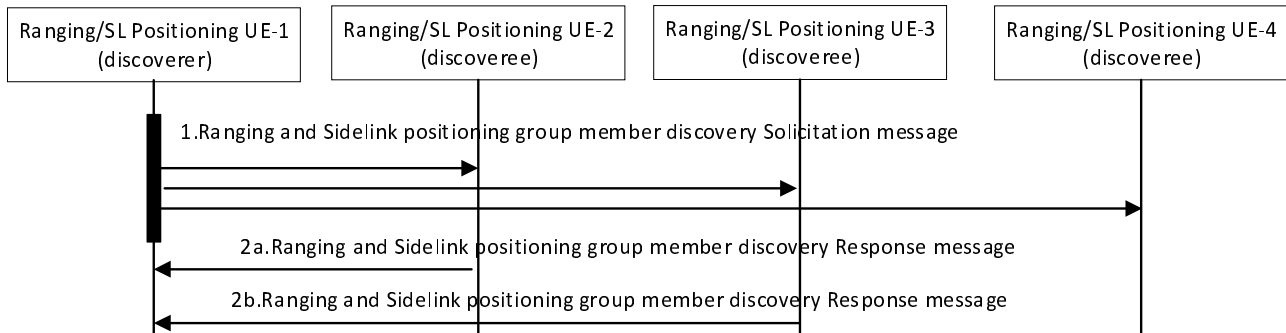 Ranging/SL Positioning UE-1
(discoverer)
Ranging/SL Positioning UE-2
(discoveree)
Ranging/SL Positioning UE-3
(discoveree)
Ranging/SL Positioning UE-4
(discoveree)
1.Ranging and Sidelink positioning group member discovery Solicitation message
2a.Ranging and Sidelink positioning group member discovery Response message
2b.Ranging and Sidelink positioning group member discovery Response message